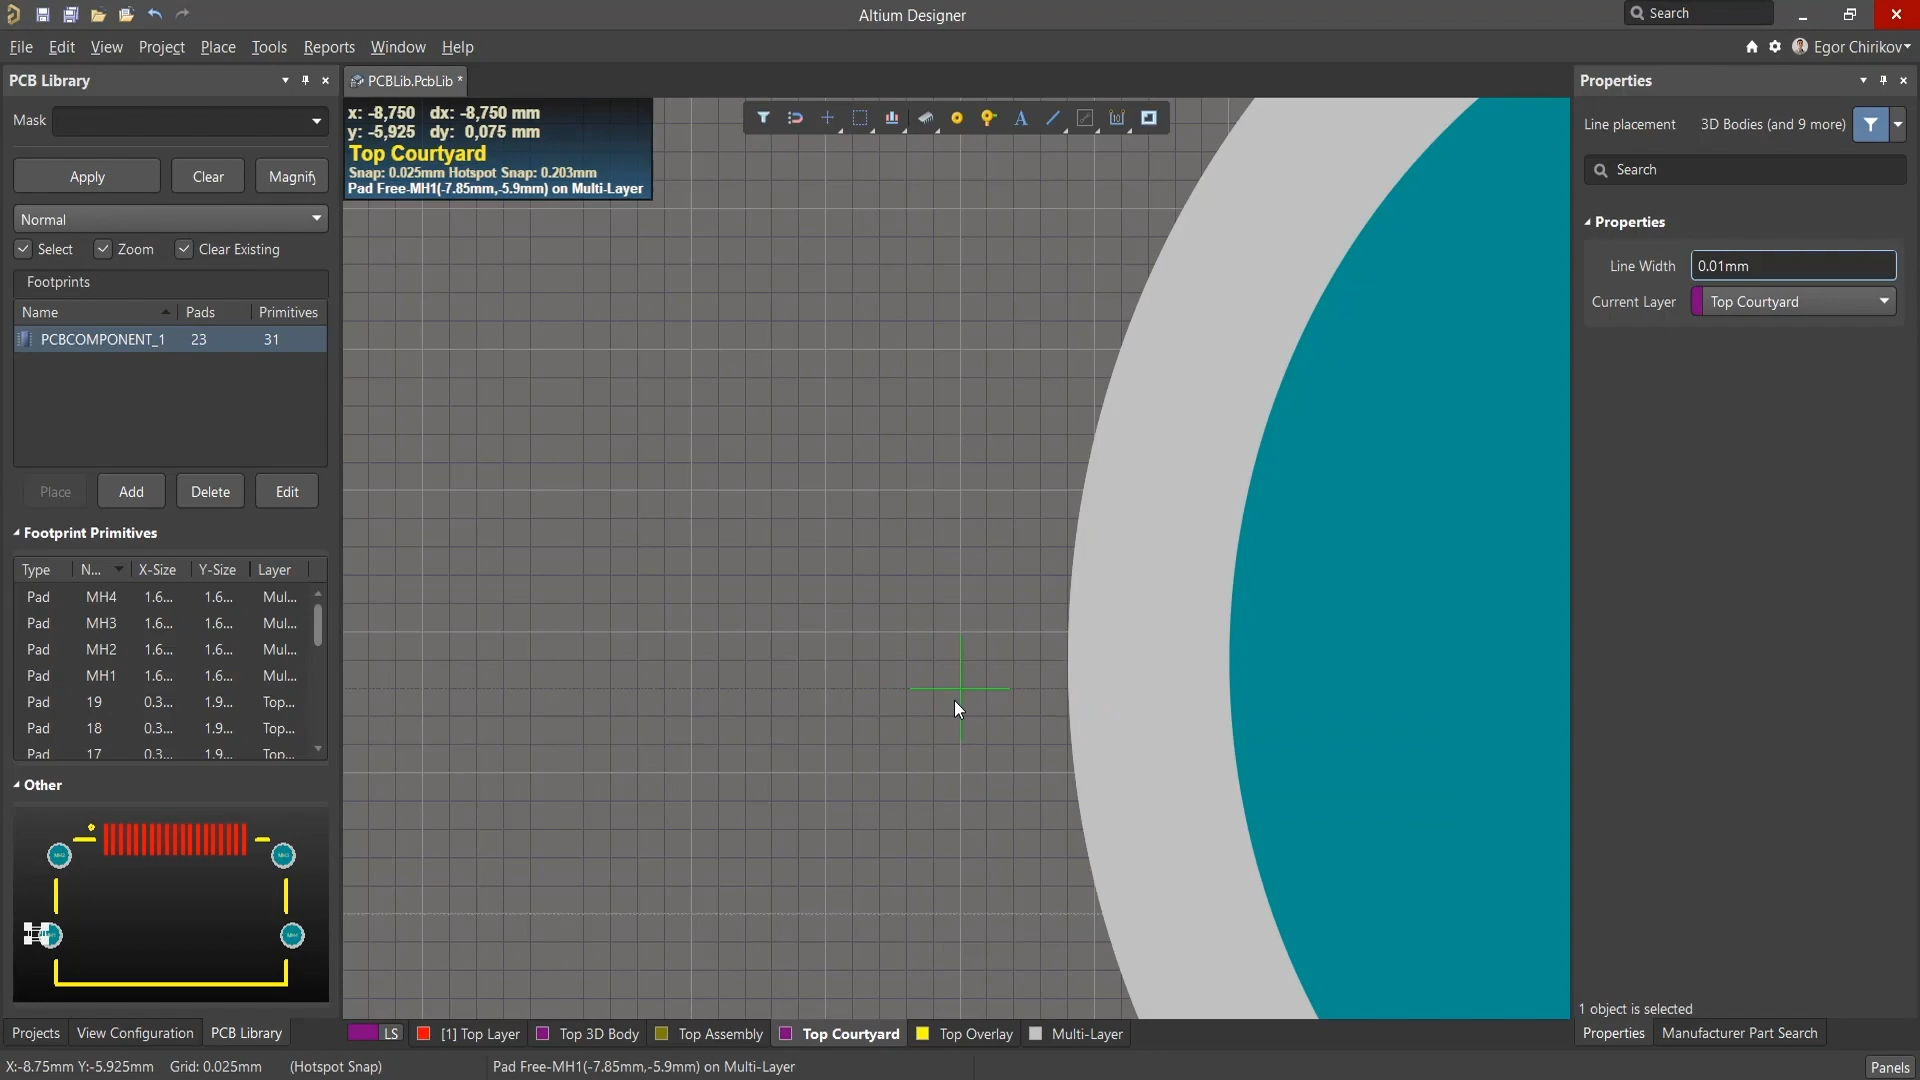 Altium Designer
Search
File Edit View Project Place Tools Reports Window Help
Egor Chirikov
PCB Library
PCBLib.PcbLib *
Properties
Mask
x: -8,750 dx: -8,750 mm
y: -5,925 dy: 0,075 mm
Top Courtyard
Snap: 0.025mm Hotspot Snap: 0.203mm
Pad Free-MH1(-7.85mm,-5.9mm) on Multi-Layer
Line placement 3D Bodies (and 9 more)
Apply Clear Magnify
Search
Normal
Select Zoom Clear Existing
Properties
Line Width 0.01mm
Current Layer Top Courtyard
Footprints
Name Pads Primitives
PCBCOMPONENT_1 23 31
Place Add Delete Edit
Footprint Primitives
Type N... X-Size Y-Size Layer
Pad MH4 1.6... 1.6... Mul...
Pad MH3 1.6... 1.6... Mul...
Pad MH2 1.6... 1.6... Mul...
Pad MH1 1.6... 1.6... Mul...
Pad 19 0.3... 1.9... Top...
Pad 18 0.3... 1.9... Top...
Pad 17 0.3... 1.9... Top...
Other
1 object is selected
Projects View Configuration PCB Library
LS [1] Top Layer Top 3D Body Top Assembly Top Courtyard Top Overlay Multi-Layer
Properties Manufacturer Part Search
X:-8.75mm Y:-5.925mm Grid: 0.025mm (Hotspot Snap) Pad Free-MH1(-7.85mm,-5.9mm) on Multi-Layer
Panels